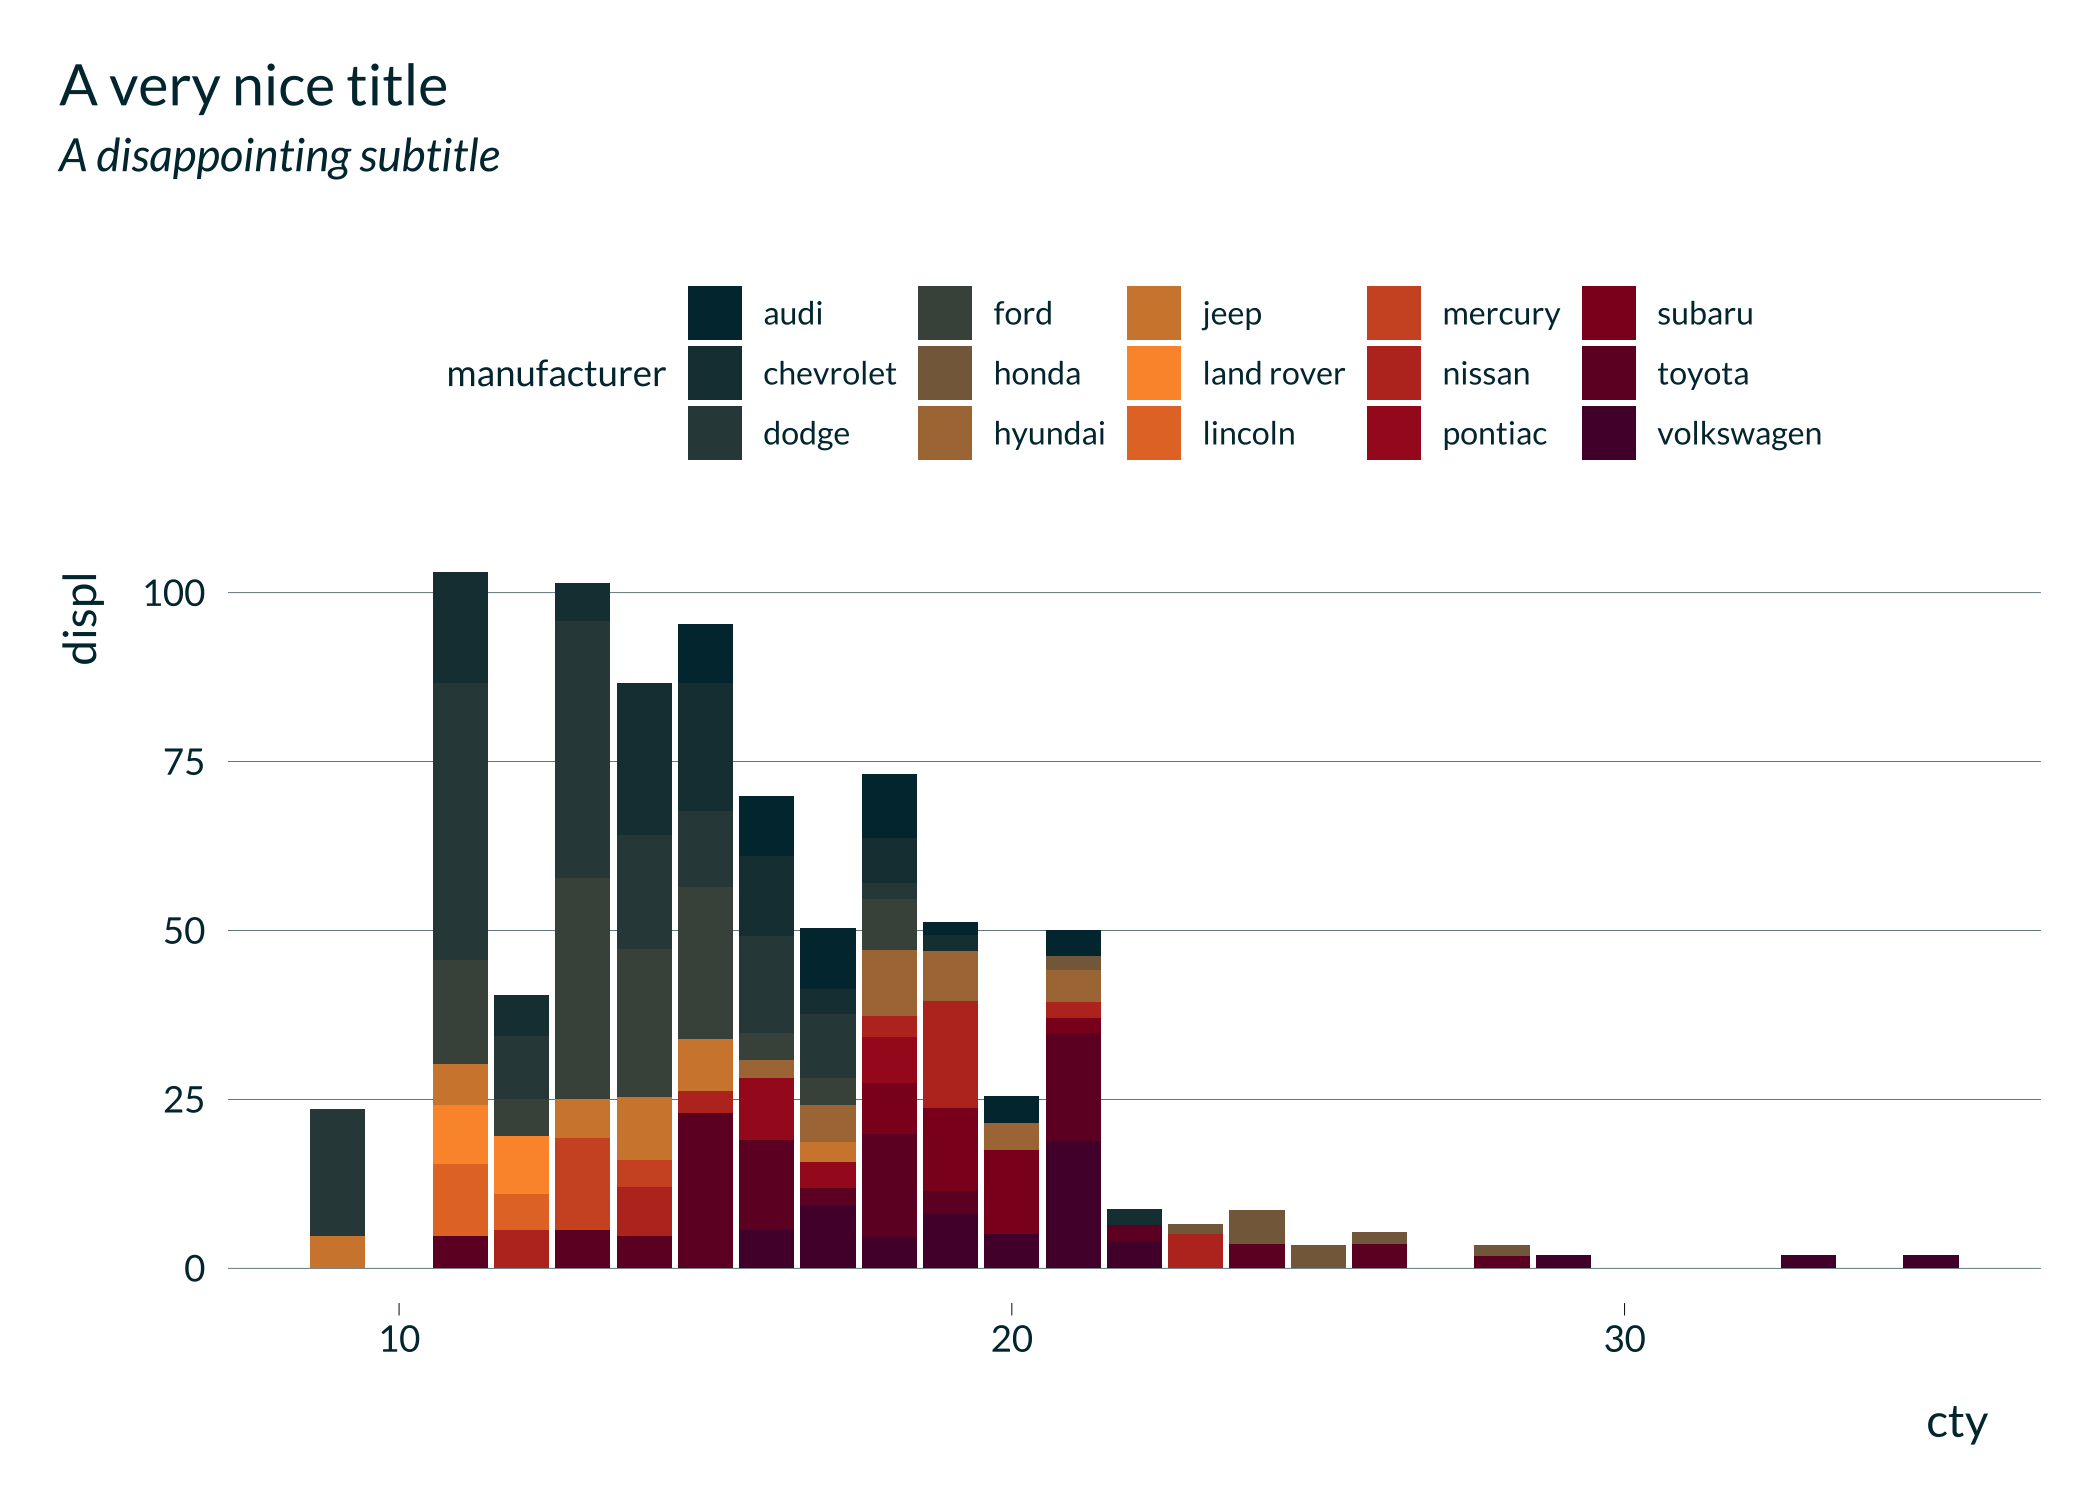 A very nice title
A disappointing subtitle
manufacturer
audi
chevrolet
dodge
ford
honda
hyundai
jeep
land rover
lincoln
mercury
nissan
pontiac
subaru
toyota
volkswagen
displ
100
75
50
25
0
10
20
30
cty